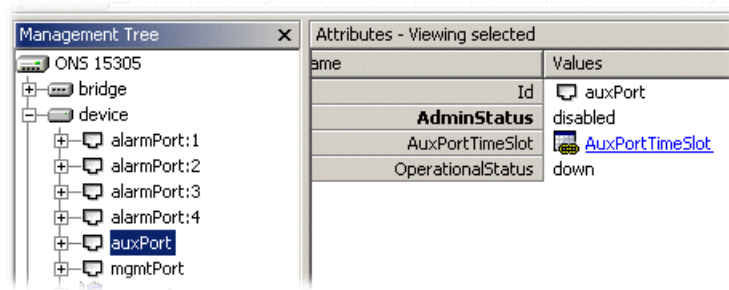 Management Tree
ONS 15305
bridge
device
alarmPort:1
alarmPort:2
alarmPort:3
alarmPort:4
auxPort
mgmtPort
Attributes - Viewing selected
ame Values
Id auxPort
AdminStatus disabled
AuxPortTimeSlot AuxPortTimeSlot
OperationalStatus down